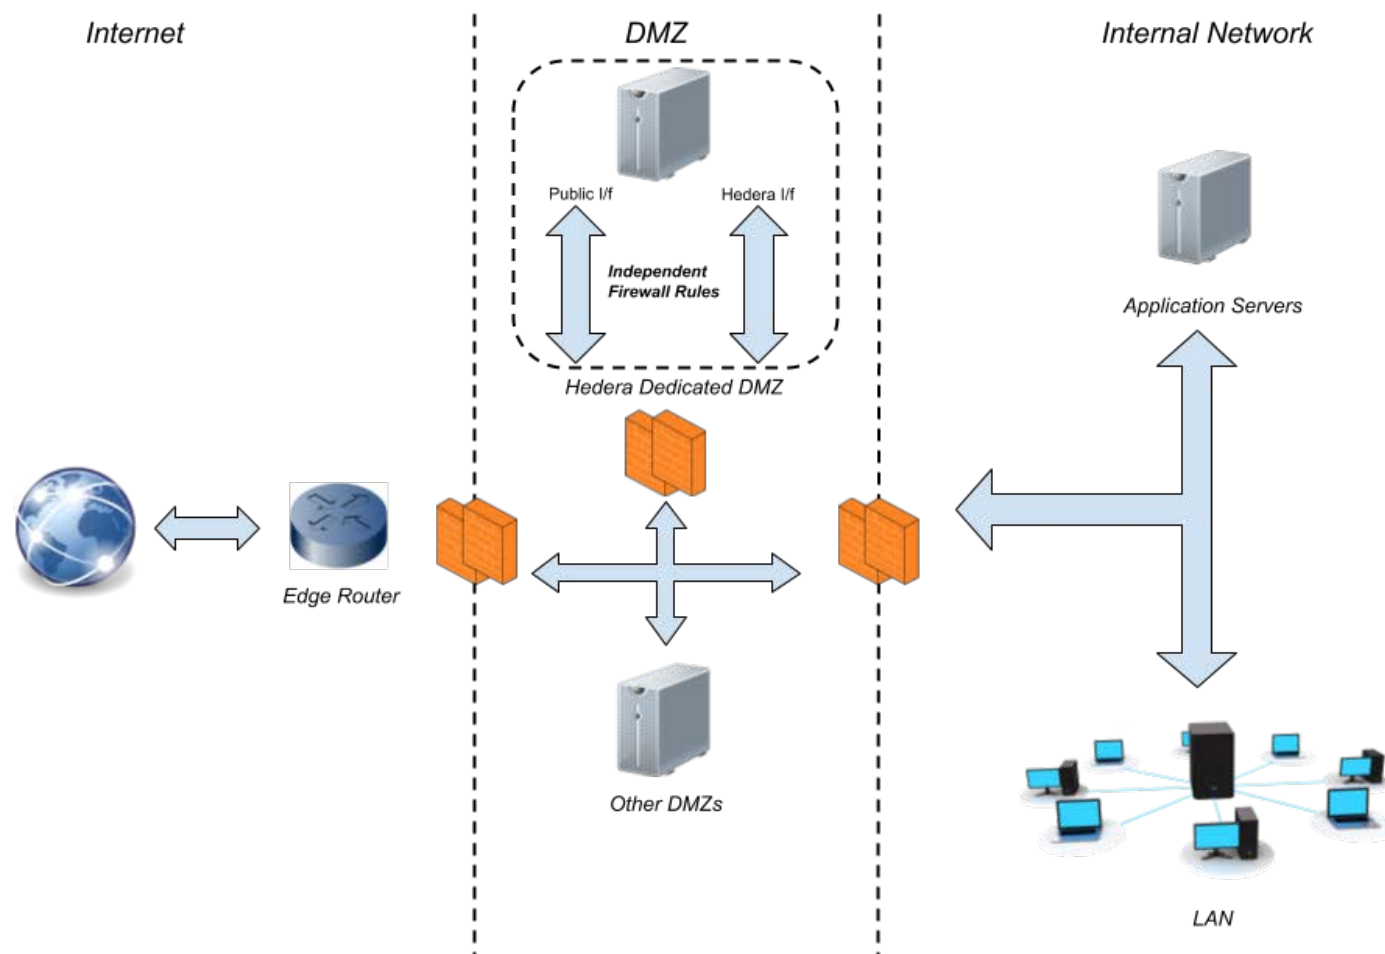 Internet
DMZ
Internal Network
Public I/f
Hedera I/f
Independent
Firewall Rules
Hedera Dedicated DMZ
Application Servers
Edge Router
Other DMZs
LAN